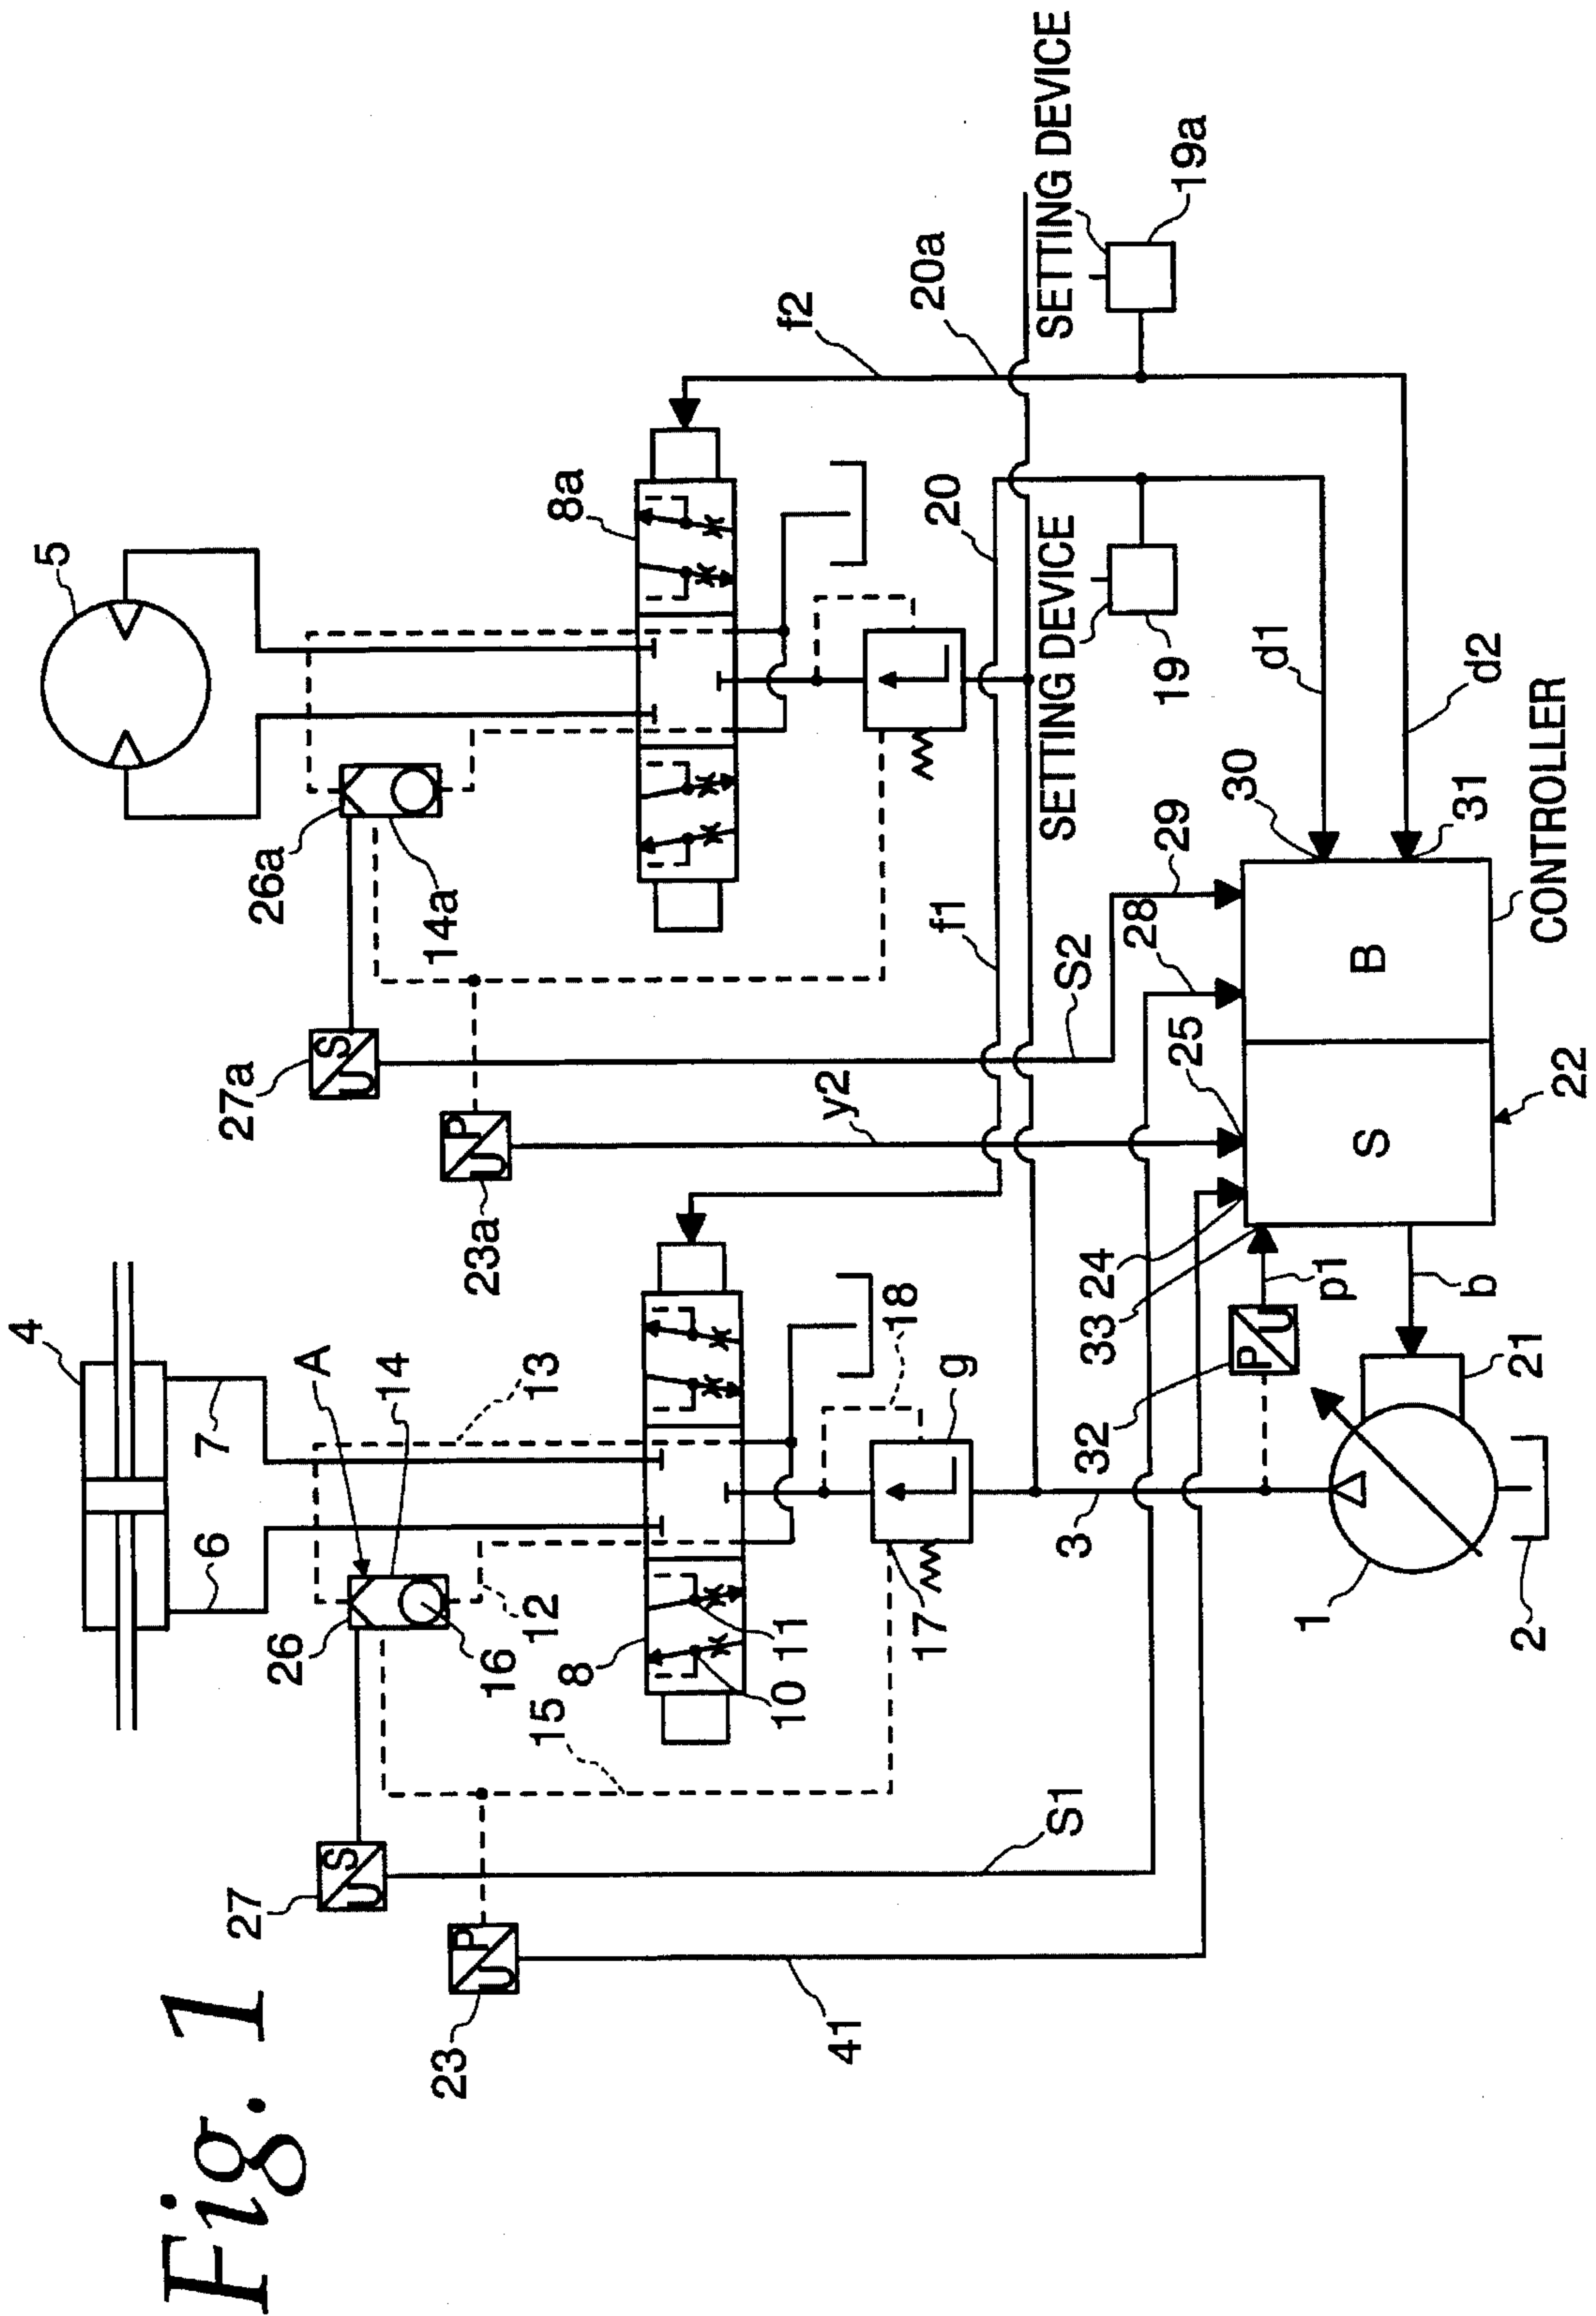 Fig. 1
4
5
A
14
13
7
6
26
16
12
27
15
23
8
10
11
17
18
g
41
S1
3
1
2
21
32
33
p1
b
24
25
28
29
22
S
B
CONTROLLER
30
31
d1
d2
S2
y2
f1
f2
20
20a
19
SETTING DEVICE
19a
SETTING DEVICE
8a
26a
14a
27a
23a
U S
U P
U S
U P
P U